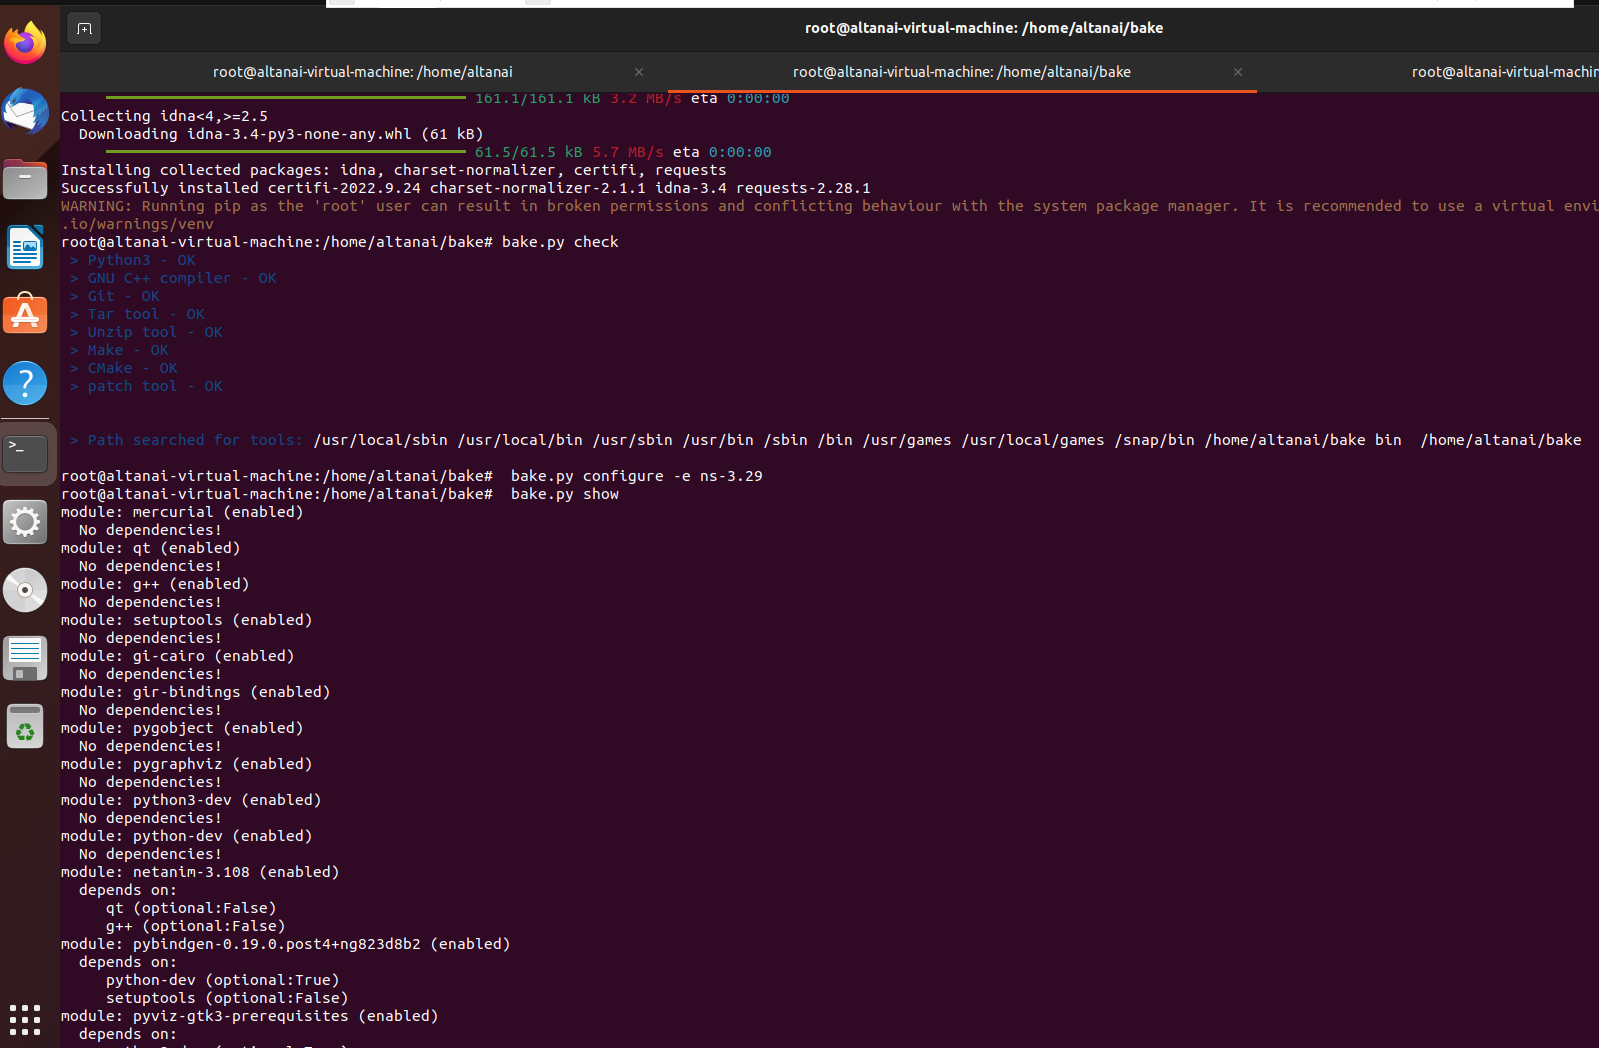 root@altanai-virtual-machine: /home/altanai/bake
root@altanai-virtual-machine: /home/altanai × root@altanai-virtual-machine: /home/altanai/bake × root@altanai-virtual-machin
161.1/161.1 kB 3.2 MB/s eta 0:00:00
Collecting idna<4,>=2.5
Downloading idna-3.4-py3-none-any.whl (61 kB)
61.5/61.5 kB 5.7 MB/s eta 0:00:00
Installing collected packages: idna, charset-normalizer, certifi, requests
Successfully installed certifi-2022.9.24 charset-normalizer-2.1.1 idna-3.4 requests-2.28.1
WARNING: Running pip as the 'root' user can result in broken permissions and conflicting behaviour with the system package manager. It is recommended to use a virtual envi
.io/warnings/venv
root@altanai-virtual-machine:/home/altanai/bake# bake.py check
> Python3 - OK
> GNU C++ compiler - OK
> Git - OK
> Tar tool - OK
> Unzip tool - OK
> Make - OK
> CMake - OK
> patch tool - OK
> Path searched for tools: /usr/local/sbin /usr/local/bin /usr/sbin /usr/bin /sbin /bin /usr/games /usr/local/games /snap/bin /home/altanai/bake bin  /home/altanai/bake
root@altanai-virtual-machine:/home/altanai/bake#  bake.py configure -e ns-3.29
root@altanai-virtual-machine:/home/altanai/bake#  bake.py show
module: mercurial (enabled)
No dependencies!
module: qt (enabled)
No dependencies!
module: g++ (enabled)
No dependencies!
module: setuptools (enabled)
No dependencies!
module: gi-cairo (enabled)
No dependencies!
module: gir-bindings (enabled)
No dependencies!
module: pygobject (enabled)
No dependencies!
module: pygraphviz (enabled)
No dependencies!
module: python3-dev (enabled)
No dependencies!
module: python-dev (enabled)
No dependencies!
module: netanim-3.108 (enabled)
depends on:
qt (optional:False)
g++ (optional:False)
module: pybindgen-0.19.0.post4+ng823d8b2 (enabled)
depends on:
python-dev (optional:True)
setuptools (optional:False)
module: pyviz-gtk3-prerequisites (enabled)
depends on: